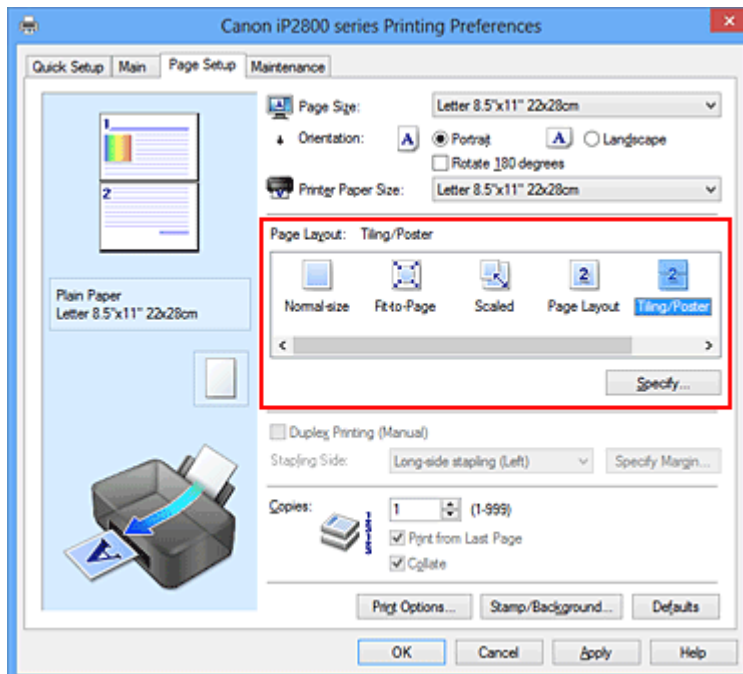 Canon iP2800 series Printing Preferences
Quick Setup Main Page Setup Maintenance
1
2
Plain Paper
Letter 8.5"x11" 22x28cm
Page Size: Letter 8.5"x11" 22x28cm
Orientation: A Portrait A Landscape
Rotate 180 degrees
Printer Paper Size: Letter 8.5"x11" 22x28cm
Page Layout: Tiling/Poster
2 2
Normal-size Fit-to-Page Scaled Page Layout Tiling/Poster
Specify...
Duplex Printing (Manual)
Stapling Side: Long-side stapling (Left) Specify Margin...
Copies: 1 (1-999)
Print from Last Page
Collate
A
Print Options... Stamp/Background... Defaults
OK Cancel Apply Help